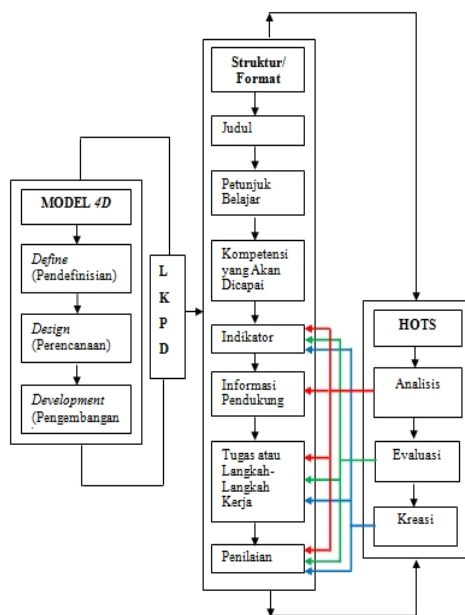 MODEL 4D
Define
(Pendefinisian)
Design
(Perencanaan)
Development
(Pengembangan
L
K
P
D
Struktur/
Format
Judul
Petunjuk
Belajar
Kompetensi
yang Akan
Dicapai
Indikator
Informasi
Pendukung
Tugas atau
Langkah-
Langkah
Kerja
Penilaian
HOTS
Analisis
Evaluasi
Kreasi